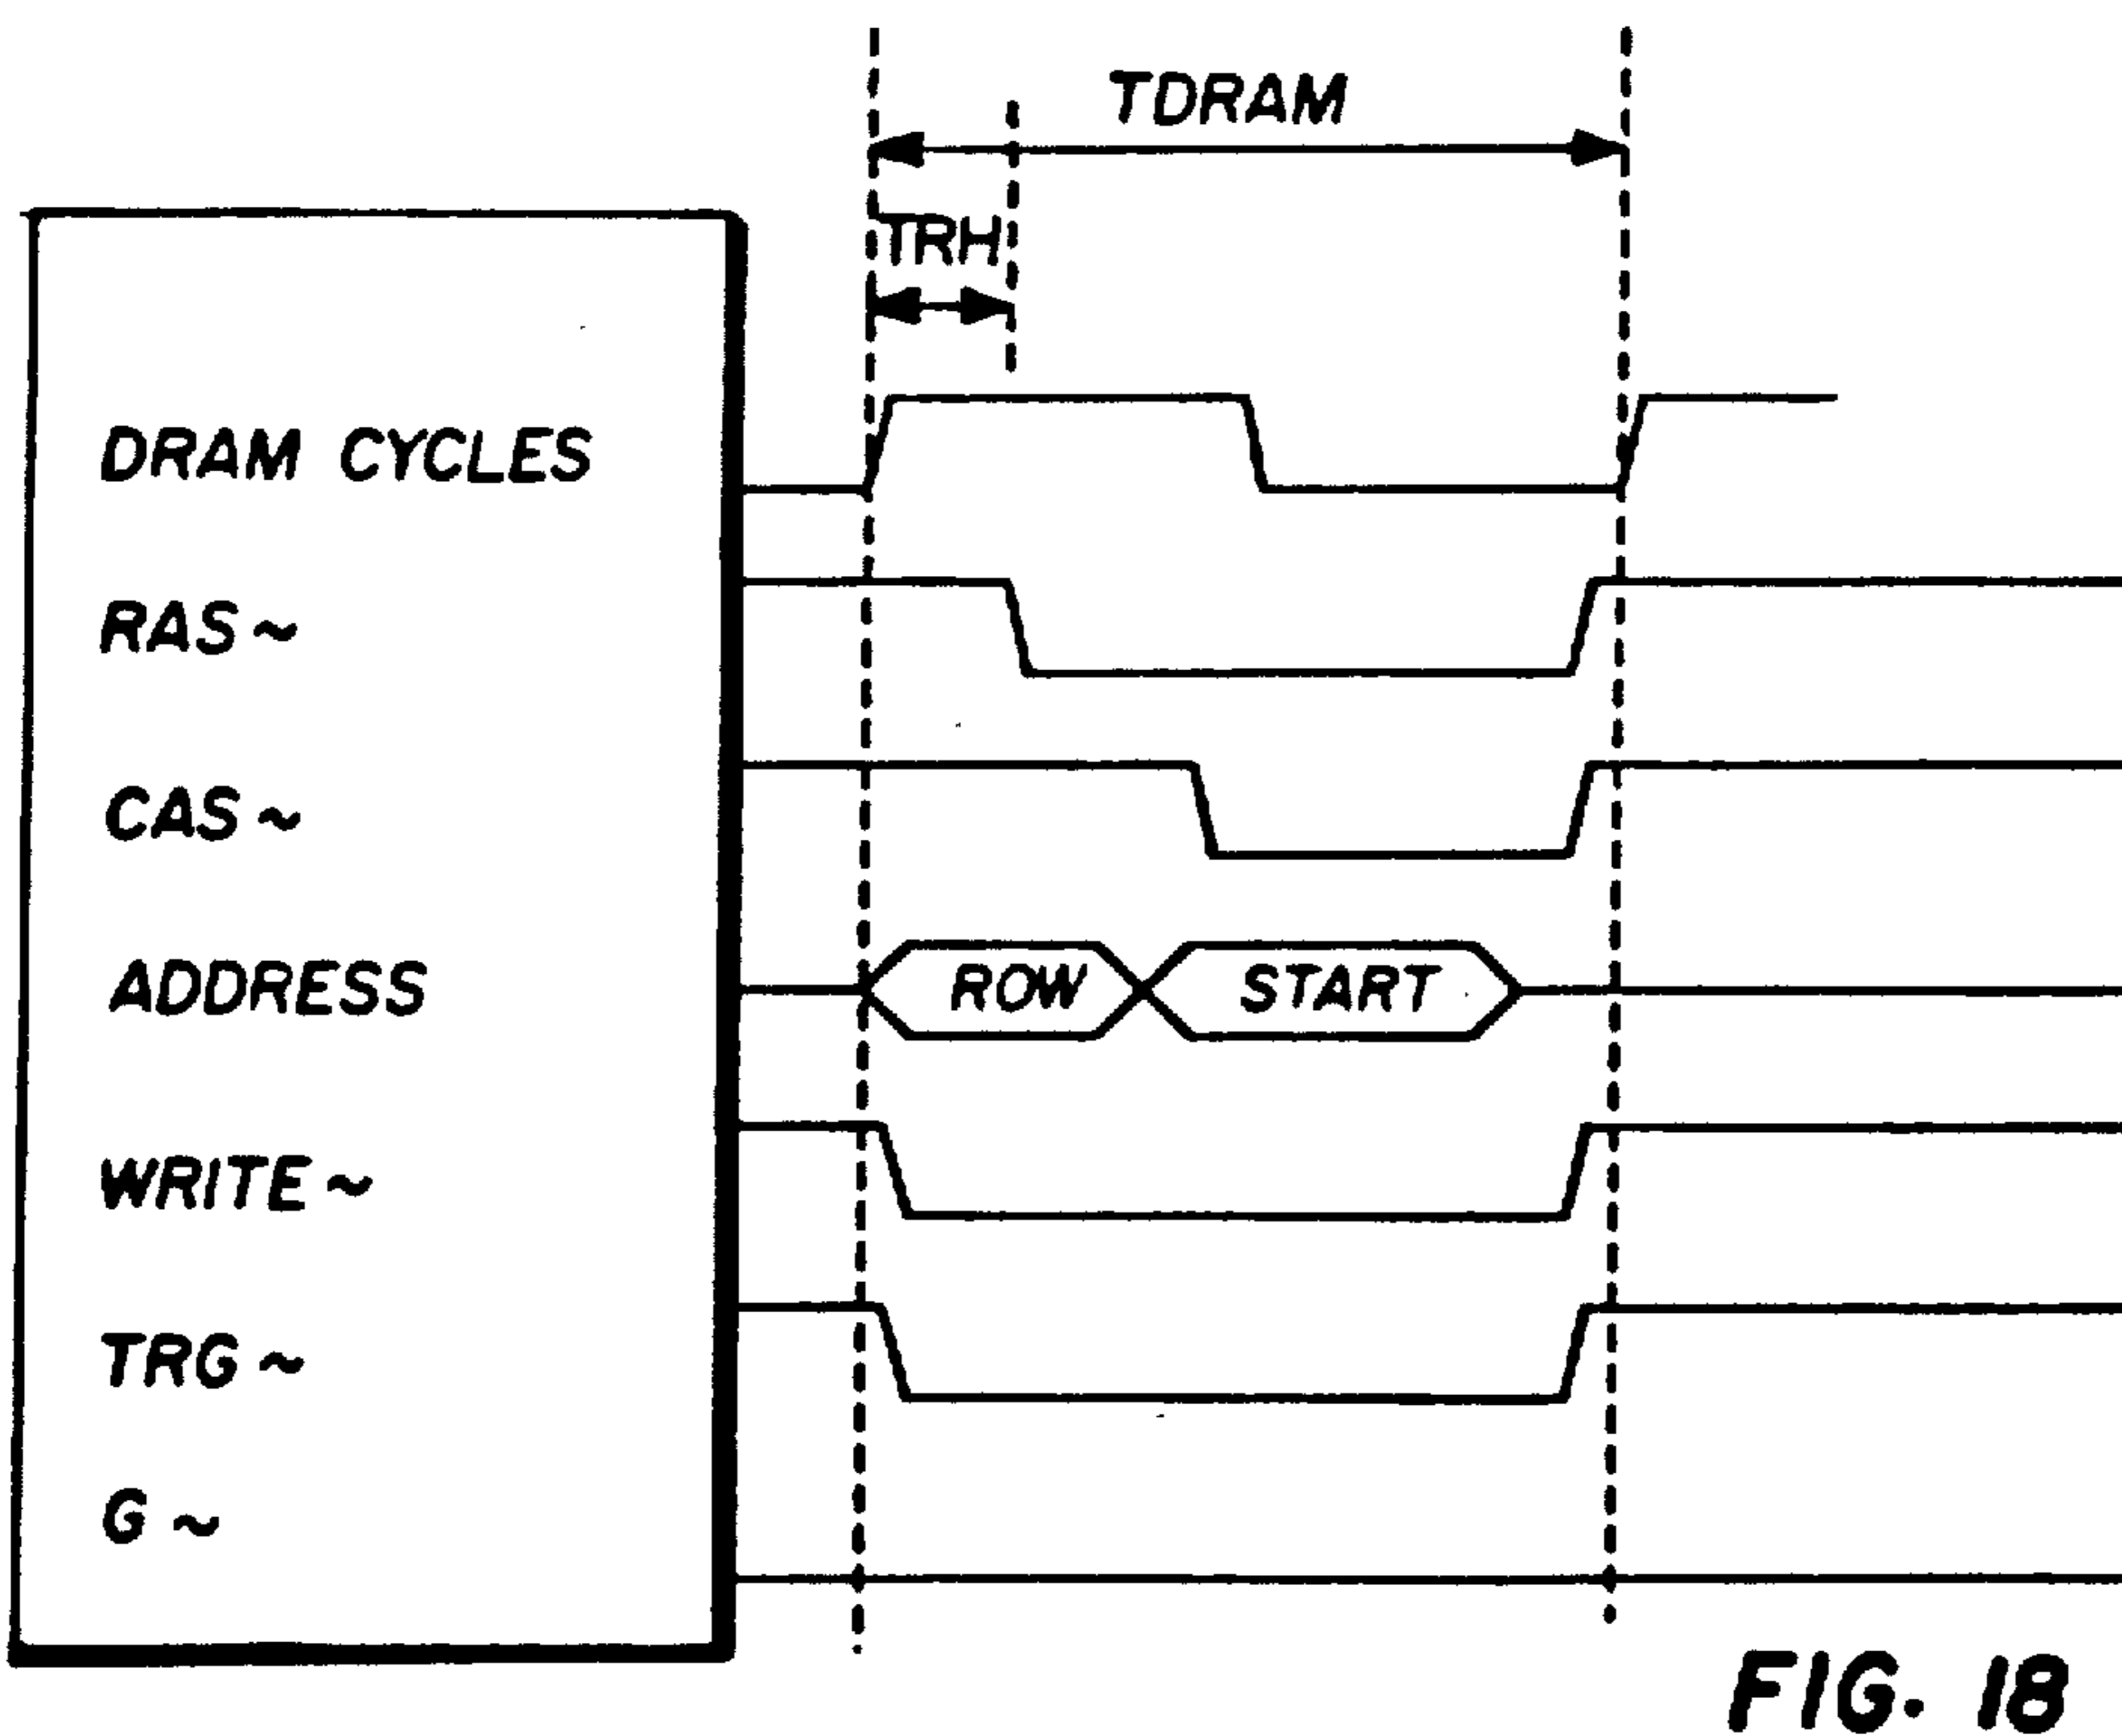 TDRAM
TRH
DRAM CYCLES
RAS~
CAS~
ADDRESS
ROW
START
WRITE~
TRG~
G~
FIG. 18